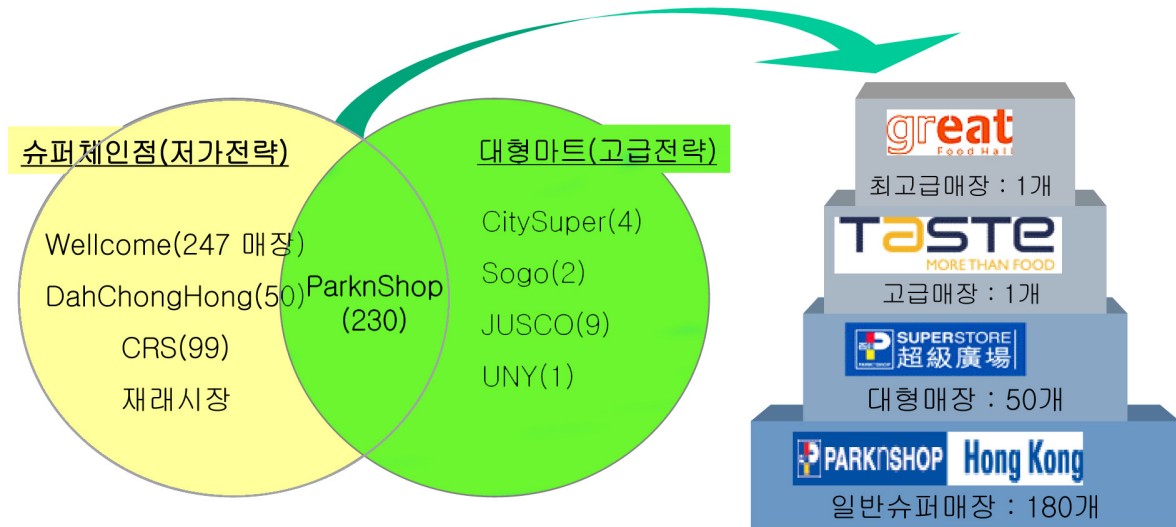 슈퍼체인점(저가전략)
Wellcome(247 매장)
DahChongHong(50)
CRS(99)
재래시장
ParknShop
(230)
대형마트(고급전략)
CitySuper(4)
Sogo(2)
JUSCO(9)
UNY(1)
great
Food Hall
최고급매장 : 1개
TaSTe
MORE THAN FOOD
고급매장 : 1개
PARKNSHOP
SUPERSTORE
超級廣場
대형매장 : 50개
PARKNSHOP Hong Kong
일반슈퍼매장 : 180개